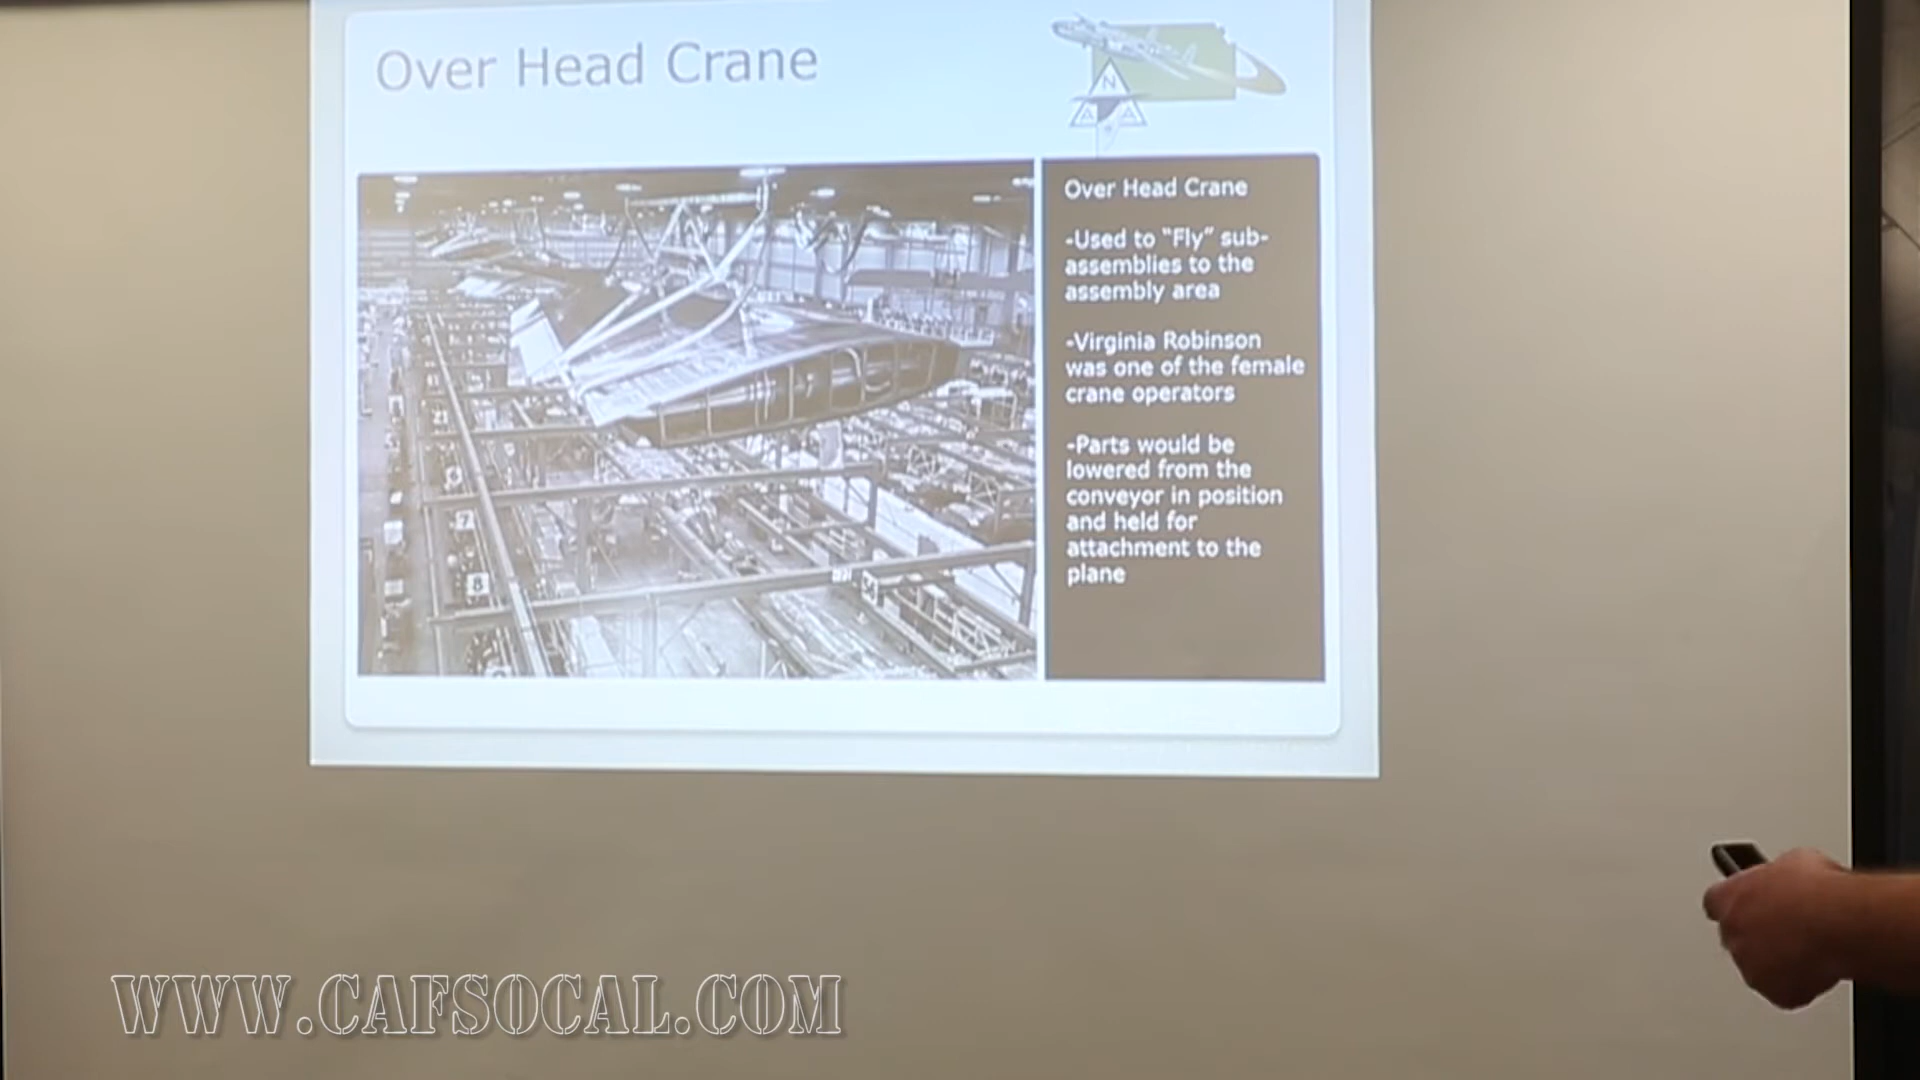 Over Head Crane
N
A A
Over Head Crane
-Used to “Fly” sub-
assemblies to the
assembly area
-Virginia Robinson
was one of the female
crane operators
-Parts would be
lowered from the
conveyor in position
and held for
attachment to the
plane
7
8
WWW.CAFSOCAL.COM